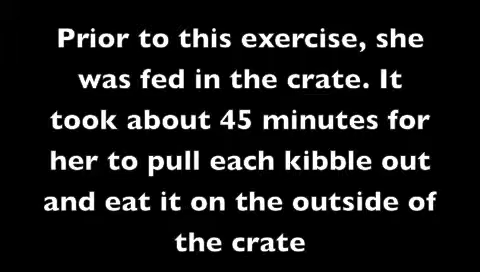 Prior to this exercise, she
was fed in the crate. It
took about 45 minutes for
her to pull each kibble out
and eat it on the outside of
the crate